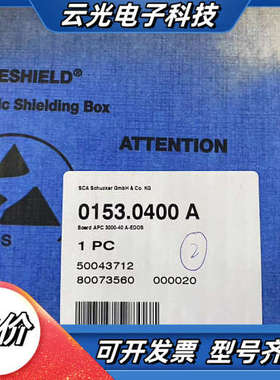 云光电子科技
ESHIELD®
ic Shielding Box
ATTENTION
SCA Schucker GmbH & Co. KG
0153.0400 A
Board APC 3000-40 A-EDOS
1 PC
2
50043712
80073560 000020
价
可开发票 型号齐